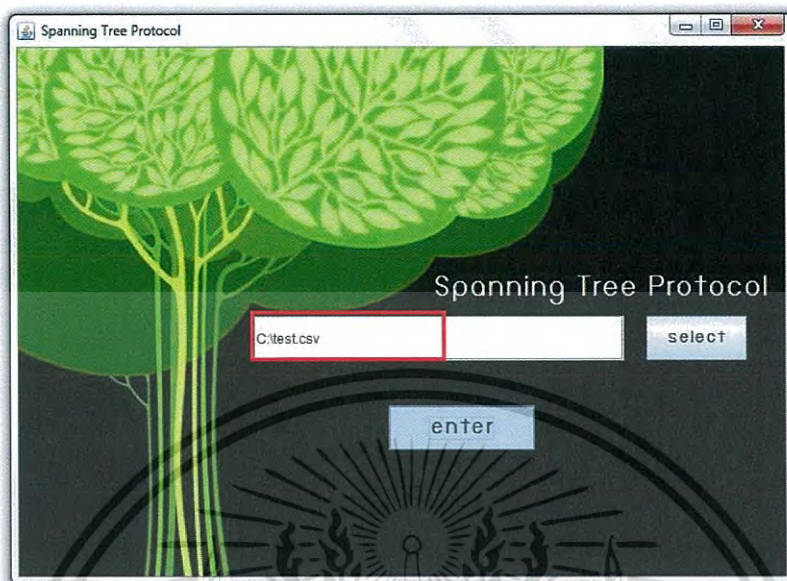 Spanning Tree Protocol
Spanning Tree Protocol
C:\test.csv
select
enter